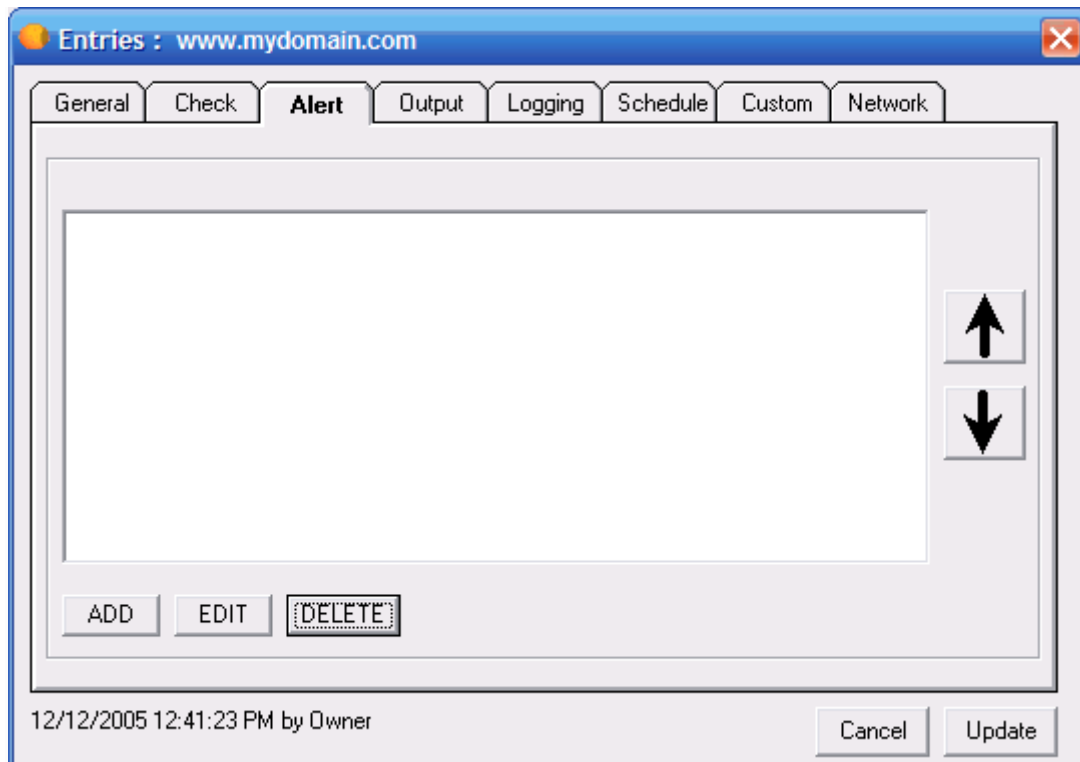 Entries : www.mydomain.com
General Check Alert Output Logging Schedule Custom Network
ADD EDIT DELETE
12/12/2005 12:41:23 PM by Owner
Cancel Update